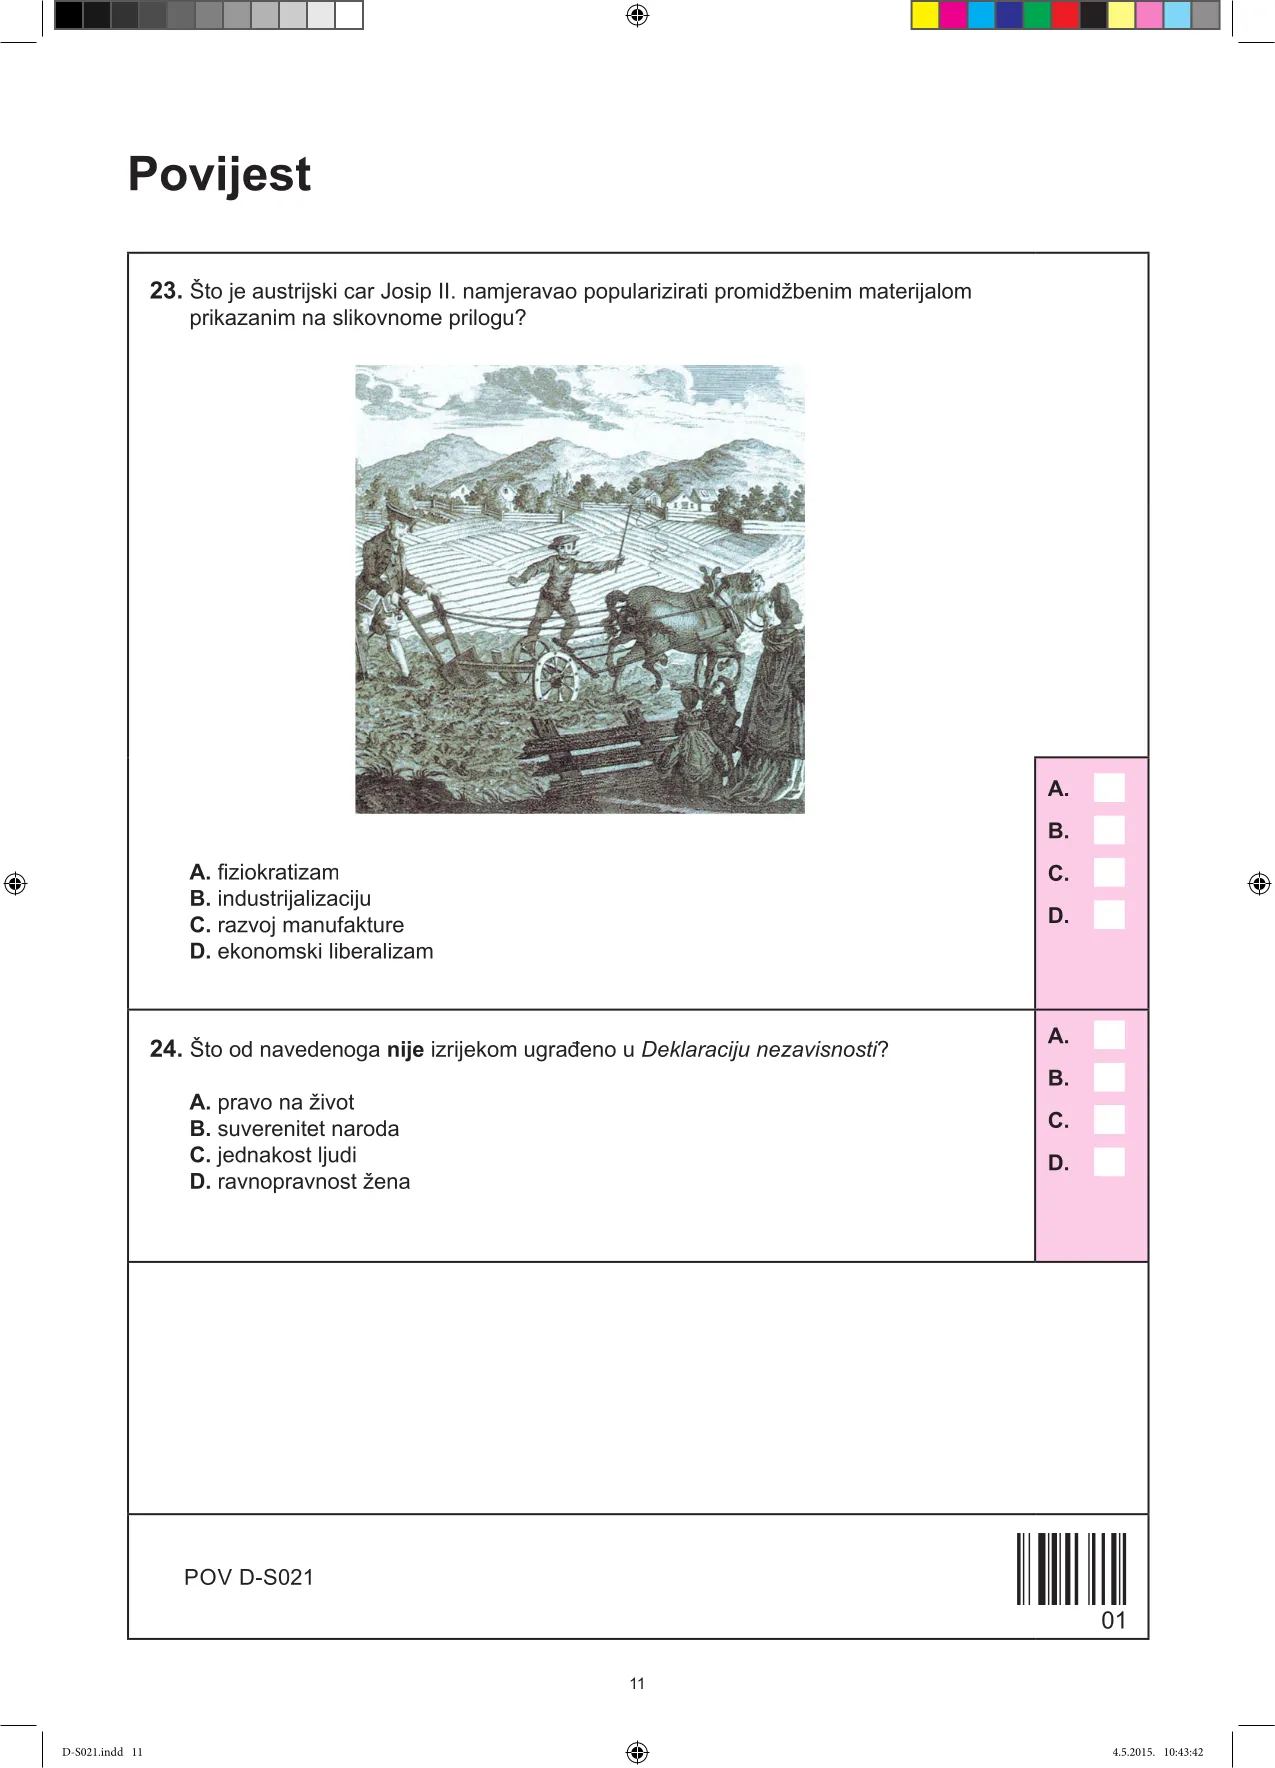 Povijest
23. Što je austrijski car Josip II. namjeravao popularizirati promidžbenim materijalom
prikazanim na slikovnome prilogu?
A. fiziokratizam
B. industrijalizaciju
C. razvoj manufakture
D. ekonomski liberalizam
A.
B.
C.
D.
24. Što od navedenoga nije izrijekom ugrađeno u Deklaraciju nezavisnosti?
A. pravo na život
B. suverenitet naroda
C. jednakost ljudi
D. ravnopravnost žena
A.
B.
C.
D.
POV D-S021
01
11
D-S021.indd 11
4.5.2015. 10:43:42